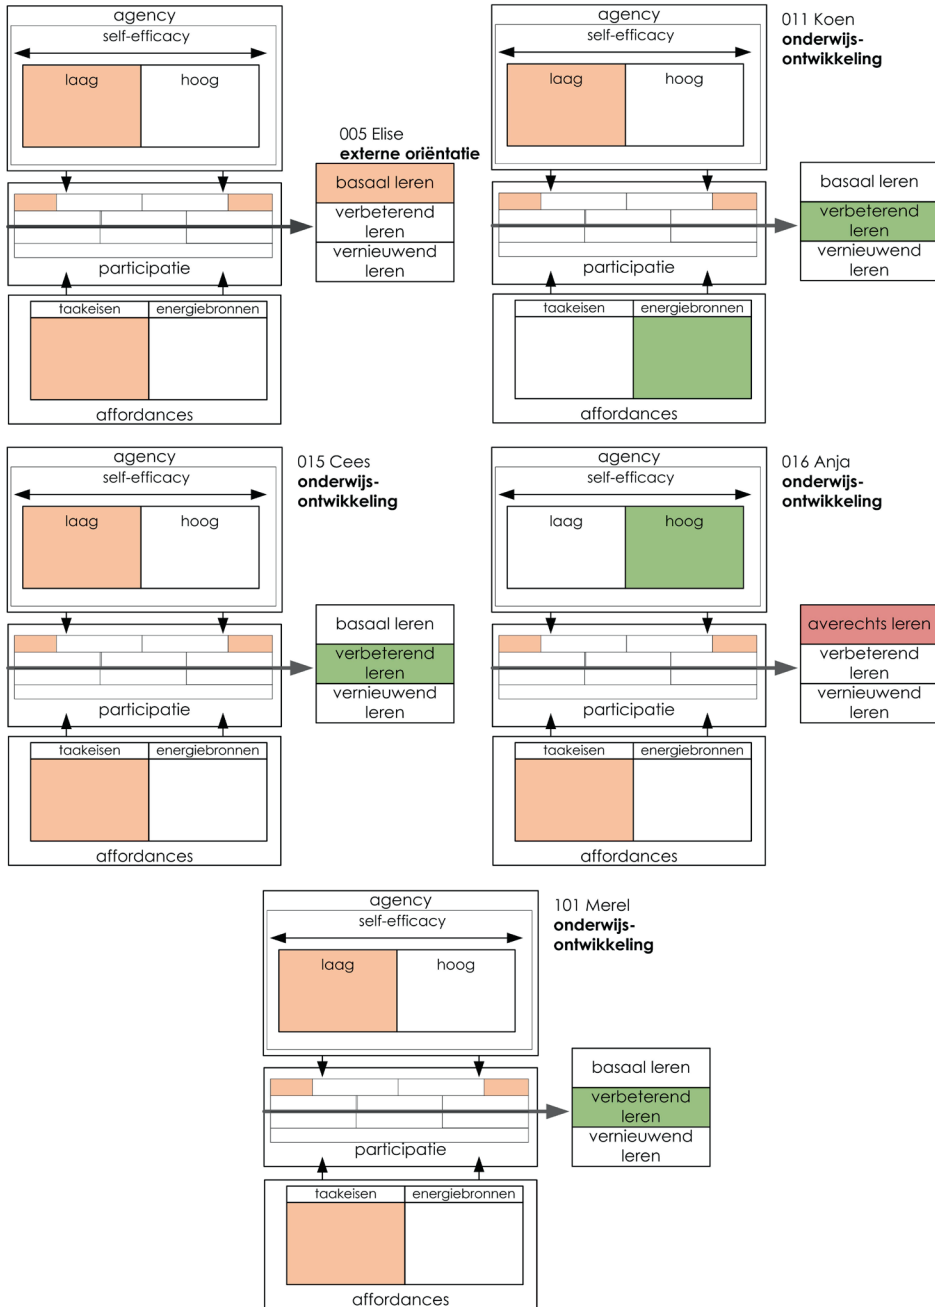 agency
self-efficacy
laag hoog
005 Elise
externe oriëntatie
basaal leren
verbeterend
leren
vernieuwend
leren
participatie
taakeisen energiebronnen
affordances
agency
self-efficacy
laag hoog
011 Koen
onderwijs-
ontwikkeling
basaal leren
verbeterend
leren
vernieuwend
leren
participatie
taakeisen energiebronnen
affordances
agency
self-efficacy
laag hoog
015 Cees
onderwijs-
ontwikkeling
basaal leren
verbeterend
leren
vernieuwend
leren
participatie
taakeisen energiebronnen
affordances
agency
self-efficacy
laag hoog
016 Anja
onderwijs-
ontwikkeling
averechts leren
verbeterend
leren
vernieuwend
leren
participatie
taakeisen energiebronnen
affordances
agency
self-efficacy
laag hoog
101 Merel
onderwijs-
ontwikkeling
basaal leren
verbeterend
leren
vernieuwend
leren
participatie
taakeisen energiebronnen
affordances